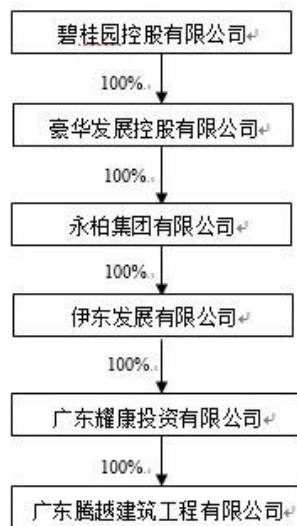 碧桂园控股有限公司
100%
豪华发展控股有限公司
100%
永柏集团有限公司
100%
伊东发展有限公司
100%
广东耀康投资有限公司
100%
广东腾越建筑工程有限公司